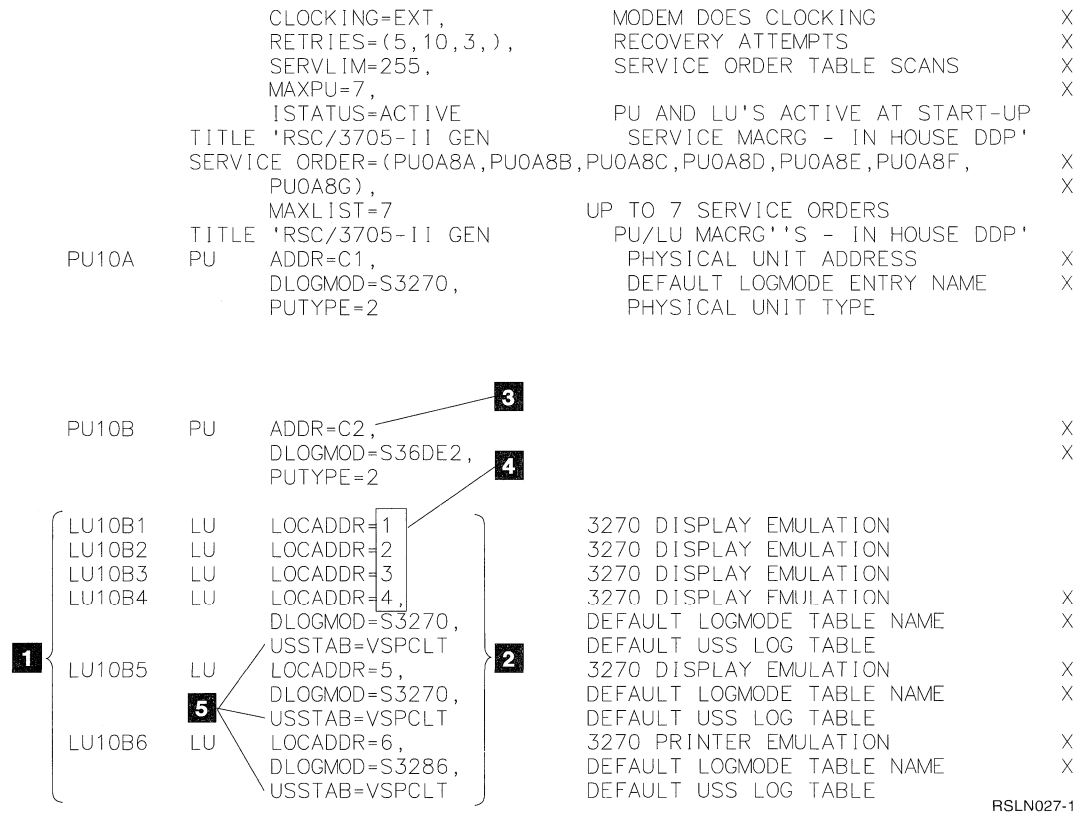 CLOCKING=EXT, MODEM DOES CLOCKING X
RETRIES=(5,10,3,), RECOVERY ATTEMPTS X
SERVLIM=255, SERVICE ORDER TABLE SCANS X
MAXPU=7, X
ISTATUS=ACTIVE PU AND LU'S ACTIVE AT START-UP
TITLE 'RSC/3705-II GEN SERVICE MACRG - IN HOUSE DDP'
SERVICE ORDER=(PU0A8A,PU0A8B,PU0A8C,PU0A8D,PU0A8E,PU0A8F, X
PU0A8G), X
MAXLIST=7 UP TO 7 SERVICE ORDERS
TITLE 'RSC/3705-II GEN PU/LU MACRG''S - IN HOUSE DDP'
PU10A PU ADDR=C1, PHYSICAL UNIT ADDRESS X
DLOGMOD=S3270, DEFAULT LOGMODE ENTRY NAME X
PUTYPE=2 PHYSICAL UNIT TYPE
3
PU10B PU ADDR=C2, X
DLOGMOD=S36DE2, X
4
PUTYPE=2
LU10B1 LU LOCADDR=1 3270 DISPLAY EMULATION
LU10B2 LU LOCADDR=2 3270 DISPLAY EMULATION
LU10B3 LU LOCADDR=3 3270 DISPLAY EMULATION
LU10B4 LU LOCADDR=4, 3270 DISPLAY EMULATION X
DLOGMOD=S3270, DEFAULT LOGMODE TABLE NAME X
USSTAB=VSPCLT DEFAULT USS LOG TABLE
1 2
LU10B5 LU LOCADDR=5, 3270 DISPLAY EMULATION X
DLOGMOD=S3270, DEFAULT LOGMODE TABLE NAME X
5
USSTAB=VSPCLT DEFAULT USS LOG TABLE
LU10B6 LU LOCADDR=6, 3270 PRINTER EMULATION X
DLOGMOD=S3286, DEFAULT LOGMODE TABLE NAME X
USSTAB=VSPCLT DEFAULT USS LOG TABLE
RSLN027-1